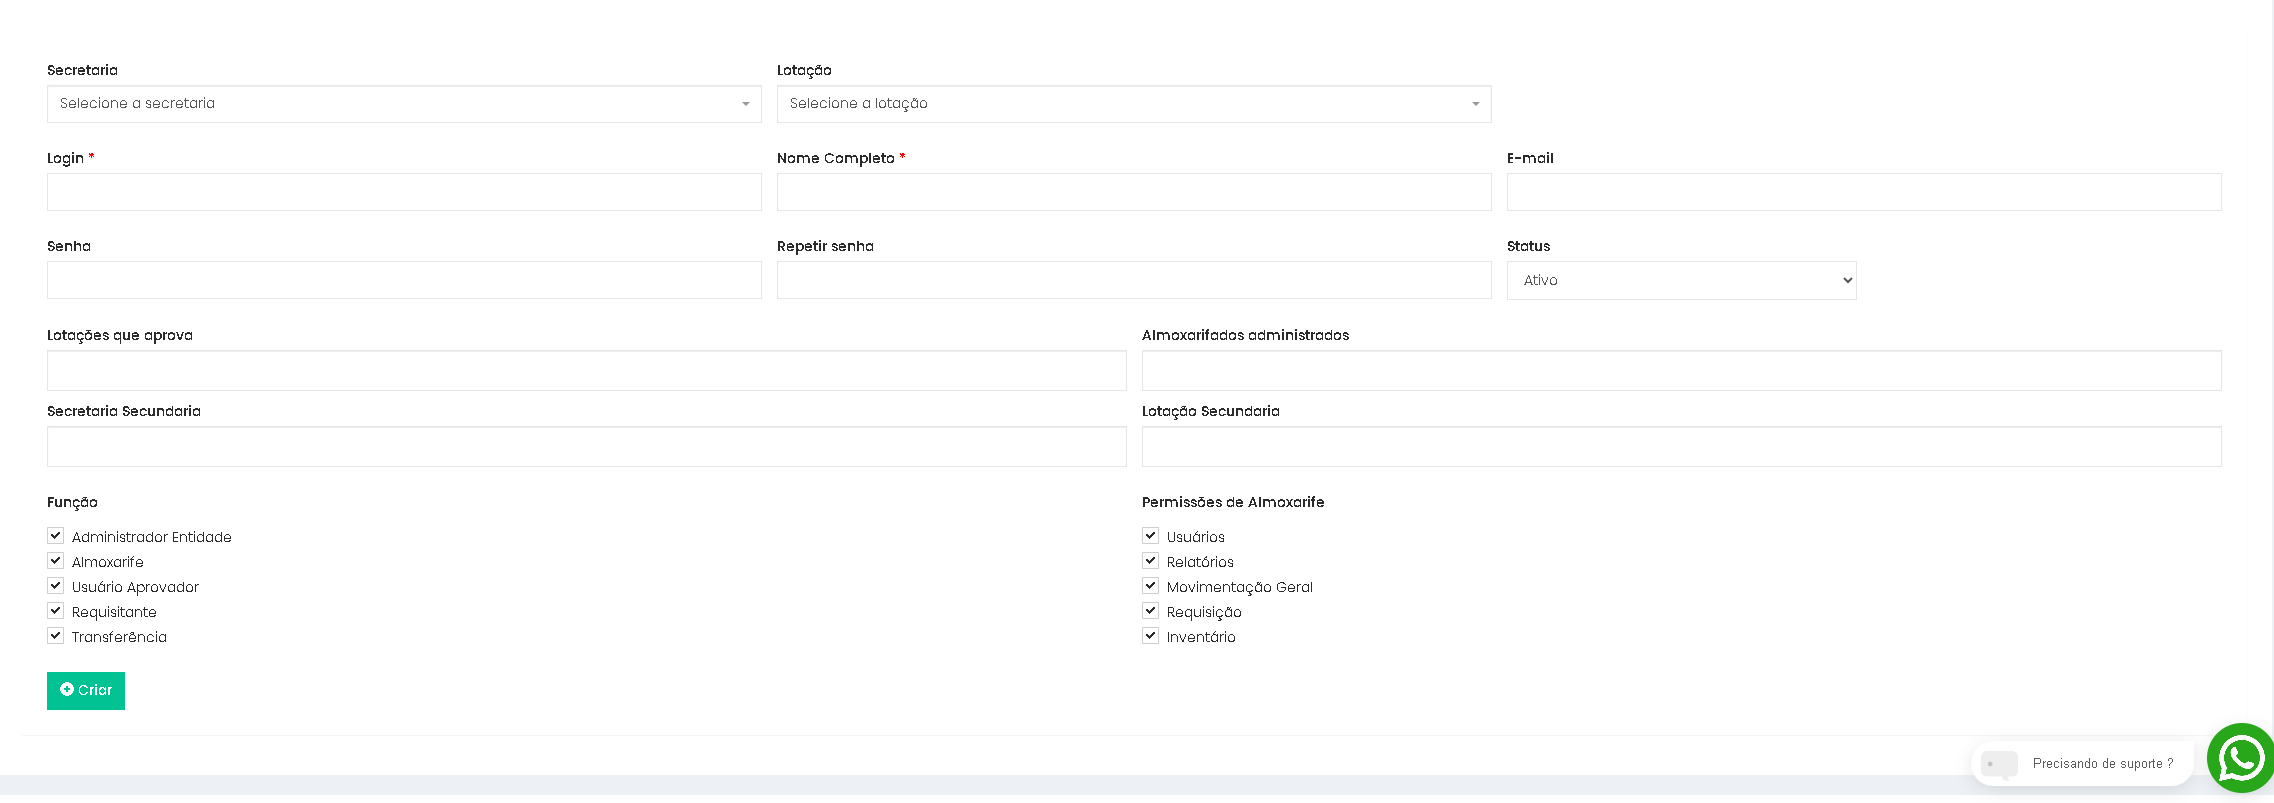 Secretaria Lotação
Selecione a secretaria Selecione a lotação
Login * Nome Completo * E-mail
Senha Repetir senha Status
Ativo
Lotações que aprova Almoxarifados administrados
Secretaria Secundaria Lotação Secundaria
Função Permissões de Almoxarife
Administrador Entidade Usuários
Almoxarife Relatórios
Usuário Aprovador Movimentação Geral
Requisitante Requisição
Transferência Inventário
Criar
Precisando de suporte ?